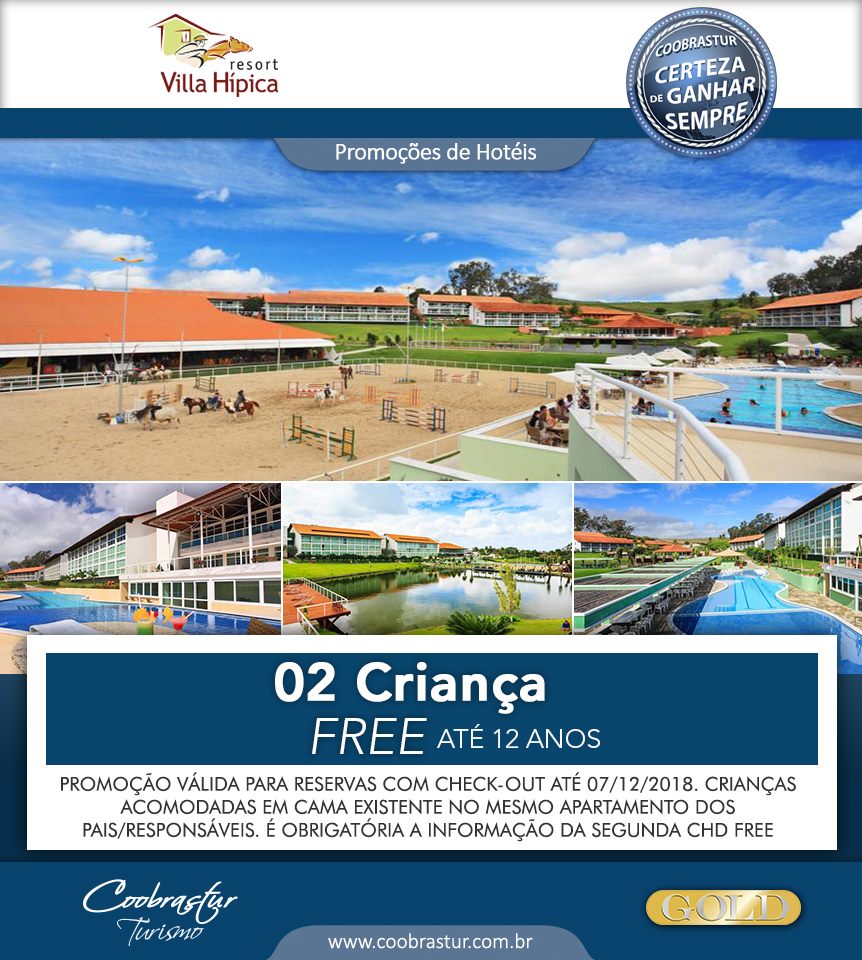 resort
Villa Hípica
COOBRASTUR
CERTEZA
DE GANHAR
SEMPRE
Promoções de Hotéis
02 Criança
FREE ATÉ 12 ANOS
PROMOÇÃO VÁLIDA PARA RESERVAS COM CHECK-OUT ATÉ 07/12/2018. CRIANÇAS
ACOMODADAS EM CAMA EXISTENTE NO MESMO APARTAMENTO DOS
PAIS/RESPONSÁVEIS. É OBRIGATÓRIA A INFORMAÇÃO DA SEGUNDA CHD FREE
Coobrastur
Turismo
GOLD
www.coobrastur.com.br